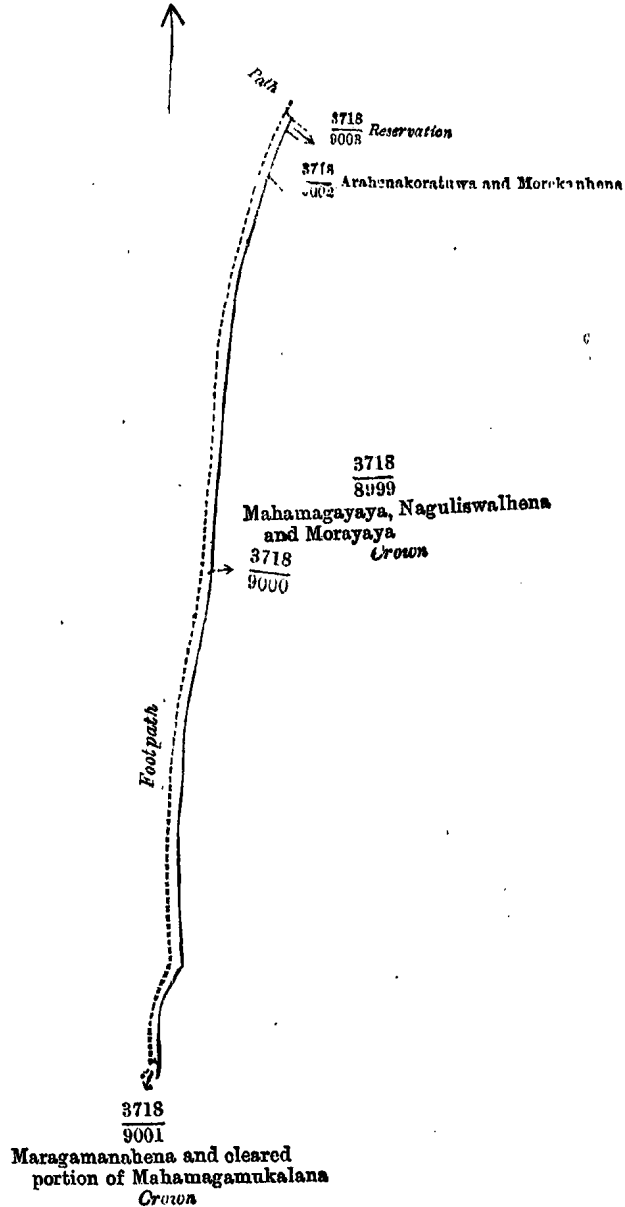 Path
3718
9003 Reservation
3718
9002 Arahenakoratuwa and Morekanhena
3718
8999
Mahamagayaya, Naguliswalhena
and Morayaya
Crown
3718
9000
Footpath
3718
9001
Maragamanahena and cleared
portion of Mahamagamukalana
Crown